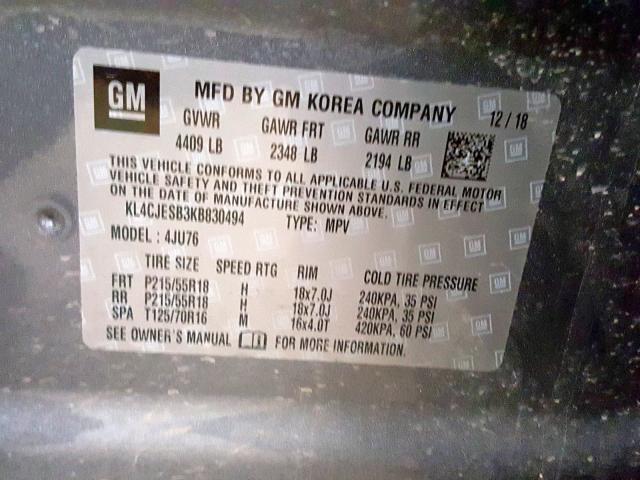 GM
MFD BY GM KOREA COMPANY 12/18
GVWR GAWR FRT GAWR RR
4409 LB 2348 LB 2194 LB
THIS VEHICLE CONFORMS TO ALL APPLICABLE U.S. FEDERAL MOTOR
VEHICLE SAFETY AND THEFT PREVENTION STANDARDS IN EFFECT
ON THE DATE OF MANUFACTURE SHOWN ABOVE.
KL4CJESB3KB830494 TYPE: MPV
MODEL: 4JU76
TIRE SIZE SPEED RTG RIM COLD TIRE PRESSURE
FRT P215/55R18 H 18x7.0J 240KPA, 35 PSI
RR P215/55R18 H 18x7.0J 240KPA, 35 PSI
SPA T125/70R16 M 16x4.0T 420KPA, 60 PSI
SEE OWNER'S MANUAL FOR MORE INFORMATION.